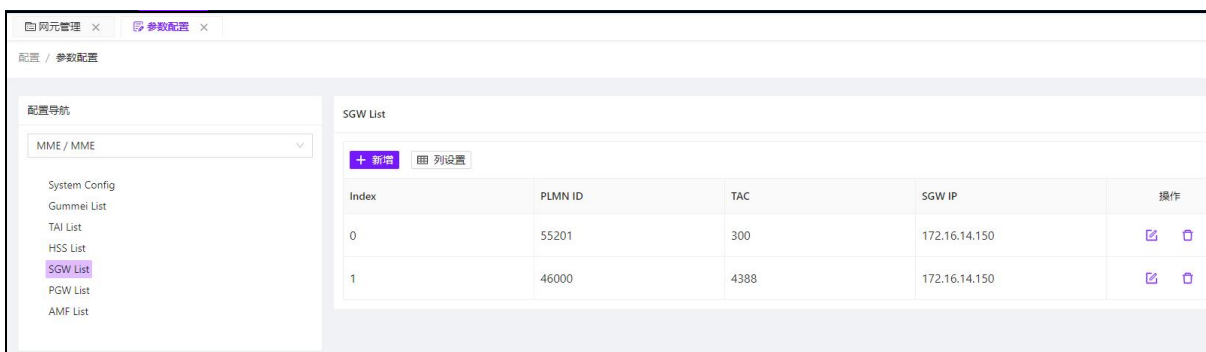 网元管理 × 参数配置 ×
配置 / 参数配置
配置导航
MME / MME
System Config
Gummei List
TAI List
HSS List
SGW List
PGW List
AMF List
SGW List
+ 新增 列设置
Index PLMN ID TAC SGW IP 操作
0 55201 300 172.16.14.150
1 46000 4388 172.16.14.150